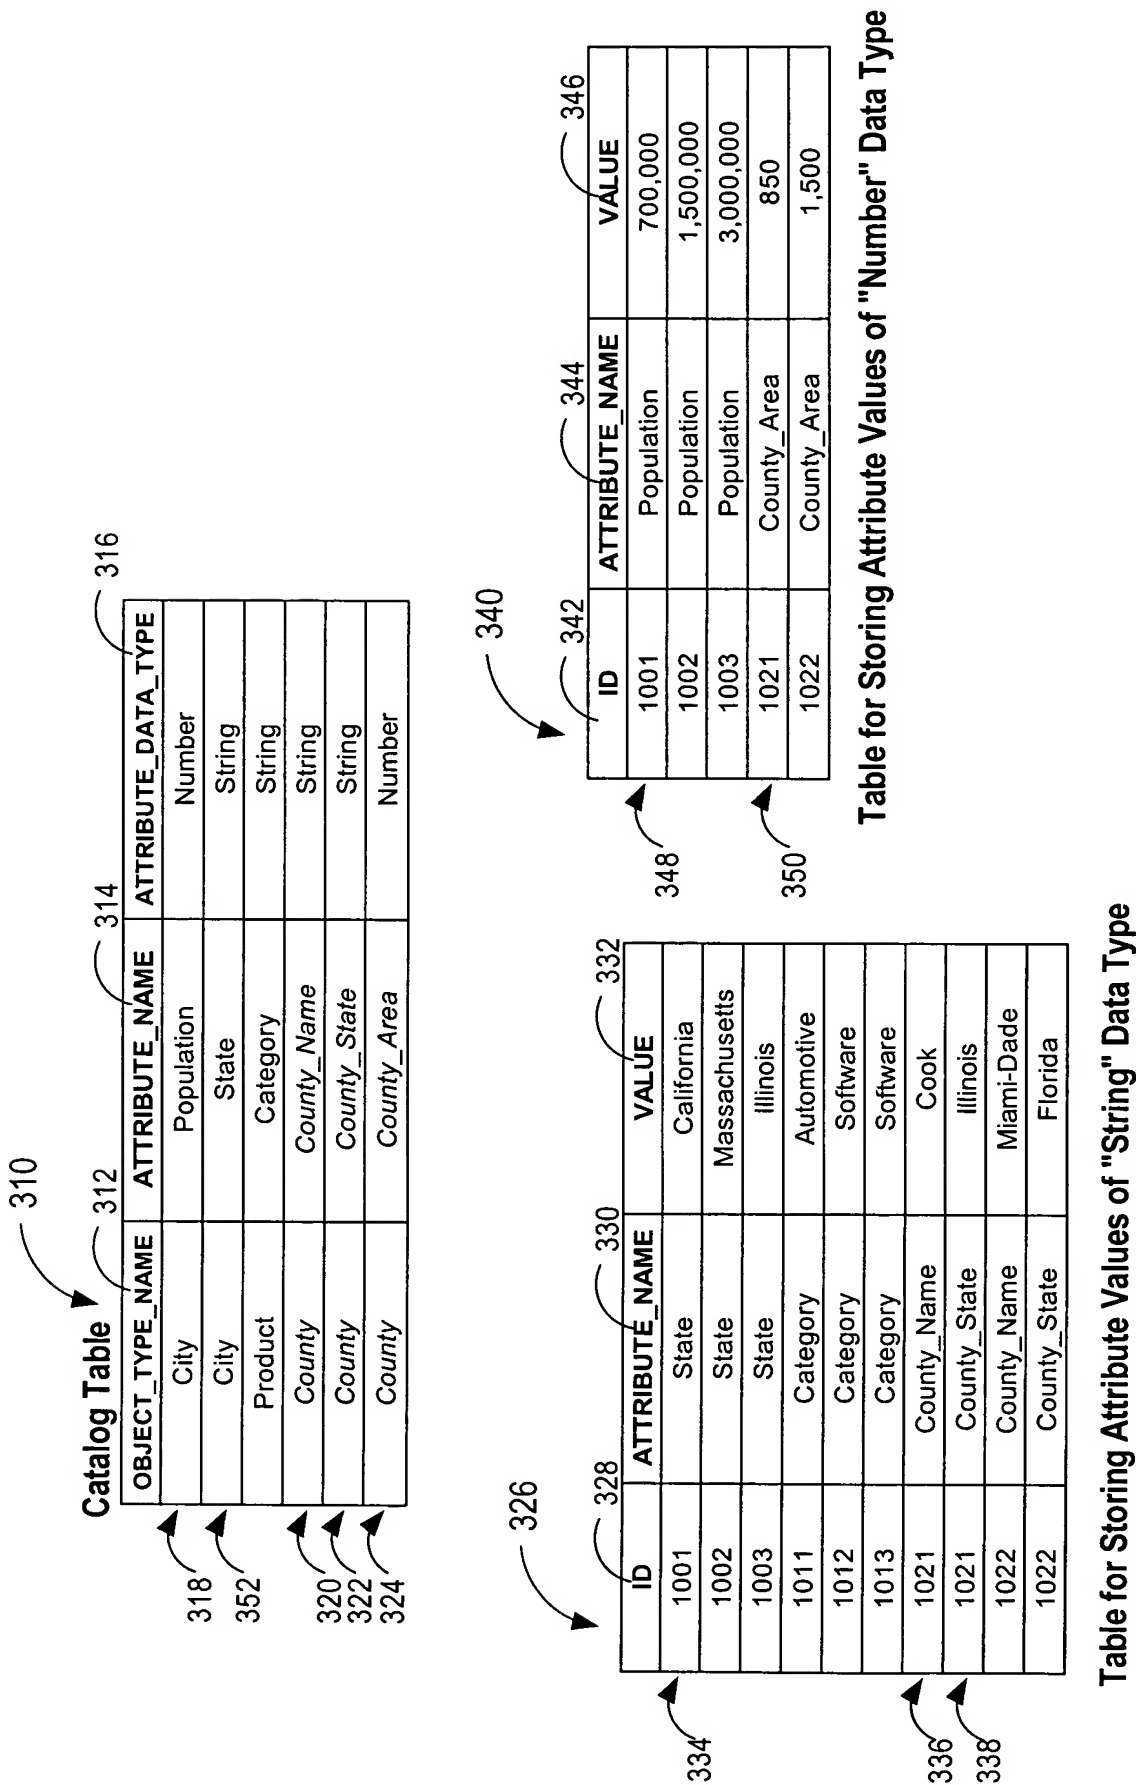 310
Catalog Table
312
314
316
OBJECT_TYPE_NAME ATTRIBUTE_NAME ATTRIBUTE_DATA_TYPE
318 City Population Number
352 City State String
Product Category String
320 County County_Name String
322 County County_State String
324 County County_Area Number
326
328
330
332
ID ATTRIBUTE_NAME VALUE
334 1001 State California
1002 State Massachusetts
1003 State Illinois
1011 Category Automotive
1012 Category Software
1013 Category Software
336 1021 County_Name Cook
338 1021 County_State Illinois
1022 County_Name Miami-Dade
1022 County_State Florida
Table for Storing Attribute Values of "String" Data Type
340
342
344
346
ID ATTRIBUTE_NAME VALUE
348 1001 Population 700,000
1002 Population 1,500,000
1003 Population 3,000,000
350 1021 County_Area 850
1022 County_Area 1,500
Table for Storing Attribute Values of "Number" Data Type